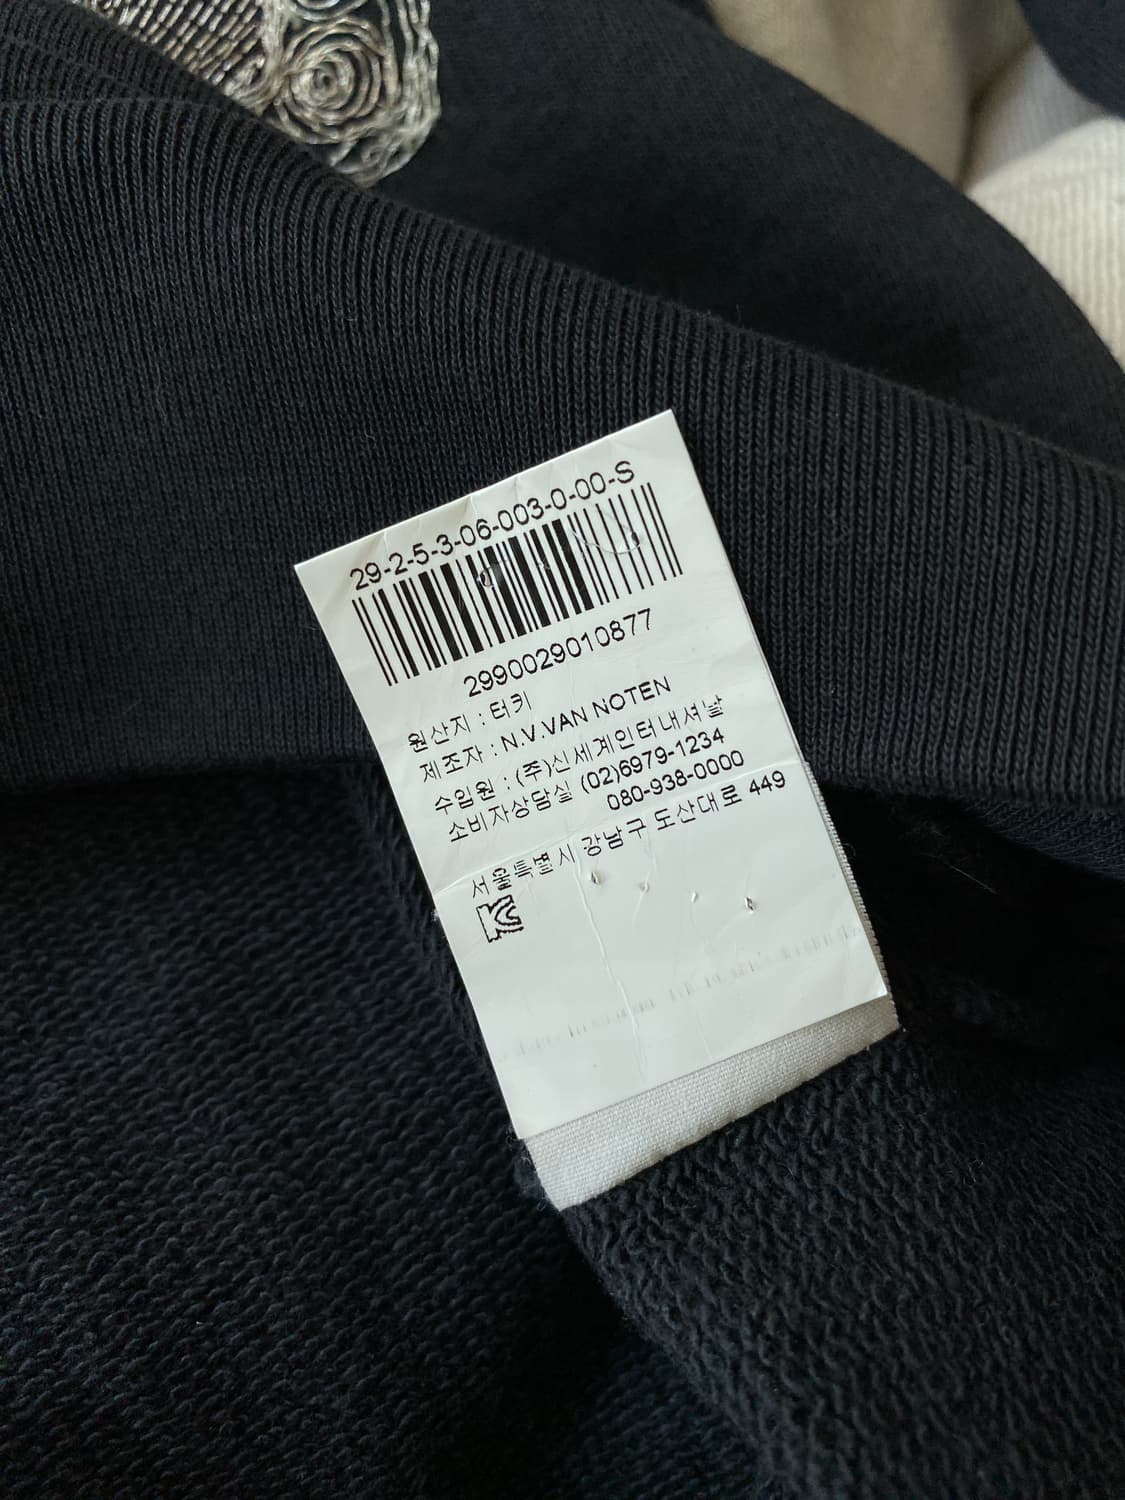 29-2-5-3-06-003-0-00-S
2990029010877
원산지 : 터키
제조자 : N.V.VAN NOTEN
수입원 : (주)신세계인터내셔날
소비자상담실 (02)6979-1234
080-938-0000
서울특별시 강남구 도산대로 449